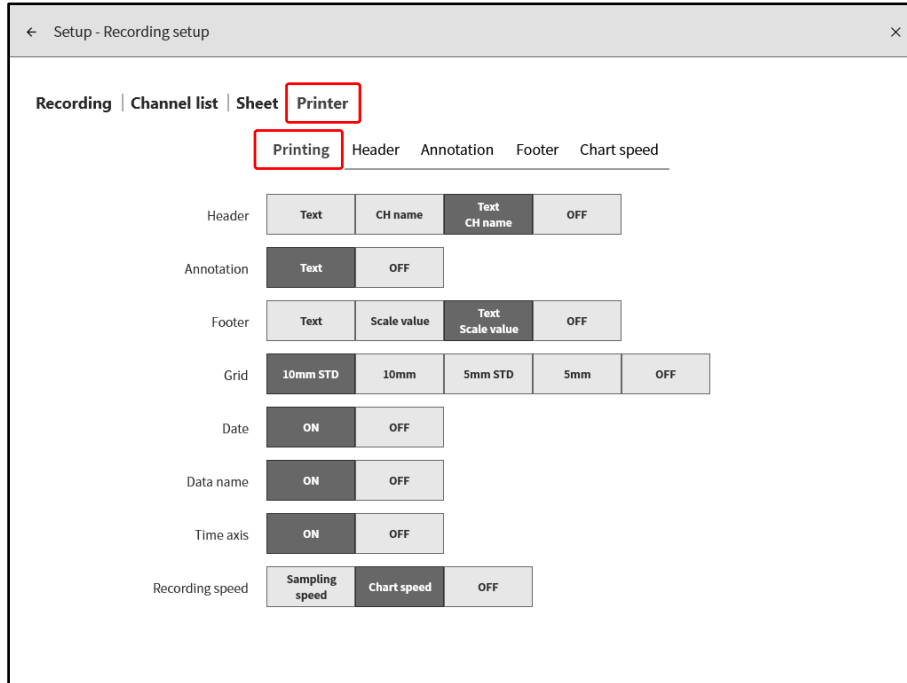 ← Setup - Recording setup ×
Recording | Channel list | Sheet | Printer
Printing Header Annotation Footer Chart speed
Header Text CH name Text CH name OFF
Annotation Text OFF
Footer Text Scale value Text Scale value OFF
Grid 10mm STD 10mm 5mm STD 5mm OFF
Date ON OFF
Data name ON OFF
Time axis ON OFF
Recording speed Sampling speed Chart speed OFF